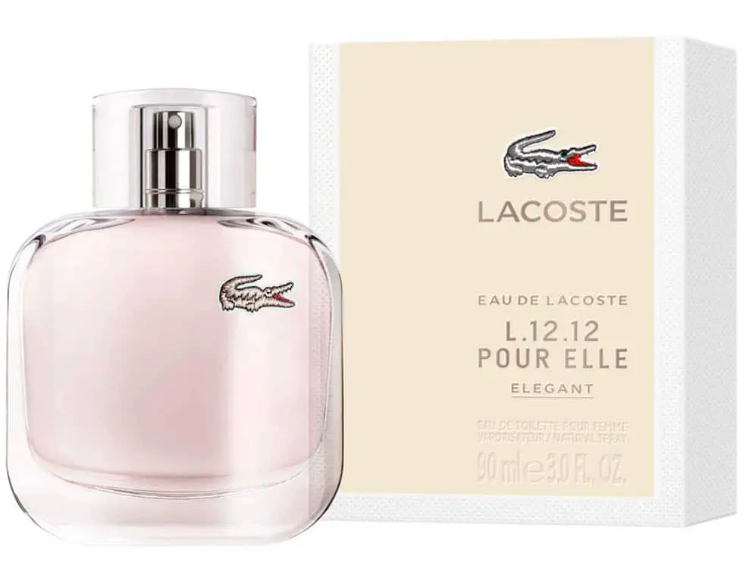 LACOSTE
EAU DE LACOSTE
L.12.12
POUR ELLE
ELEGANT
EAU DE TOILETTE POUR FEMME
VAPORISATEUR / NATURAL SPRAY
90 ml e 3.0 FL. OZ.